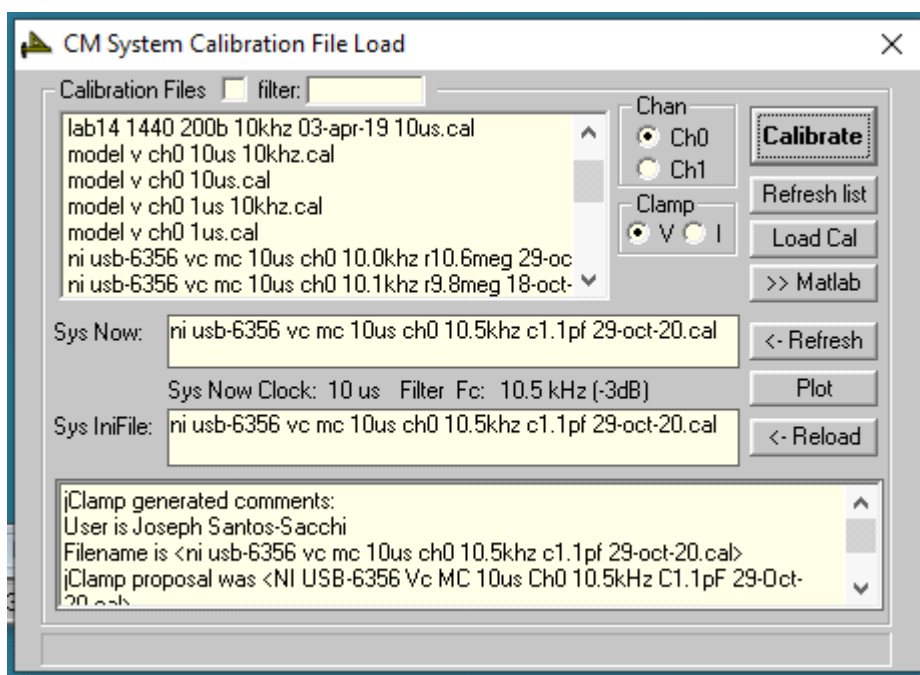 CM System Calibration File Load
Calibration Files filter:
lab14 1440 200b 10khz 03-apr-19 10us.cal
model v ch0 10us 10khz.cal
model v ch0 10us.cal
model v ch0 1us 10khz.cal
model v ch0 1us.cal
ni usb-6356 vc mc 10us ch0 10.0khz r10.6meg 29-oc
ni usb-6356 vc mc 10us ch0 10.1khz r9.8meg 18-oct-
Chan
Ch0
Ch1
Clamp
V I
Calibrate
Refresh list
Load Cal
>> Matlab
Sys Now: ni usb-6356 vc mc 10us ch0 10.5khz c1.1pf 29-oct-20.cal
<- Refresh
Sys Now Clock: 10 us Filter Fc: 10.5 kHz (-3dB)
Plot
Sys IniFile: ni usb-6356 vc mc 10us ch0 10.5khz c1.1pf 29-oct-20.cal
<- Reload
jClamp generated comments:
User is Joseph Santos-Sacchi
Filename is <ni usb-6356 vc mc 10us ch0 10.5khz c1.1pf 29-oct-20.cal>
jClamp proposal was <NI USB-6356 Vc MC 10us Ch0 10.5kHz C1.1pF 29-Oct-
20.cal>